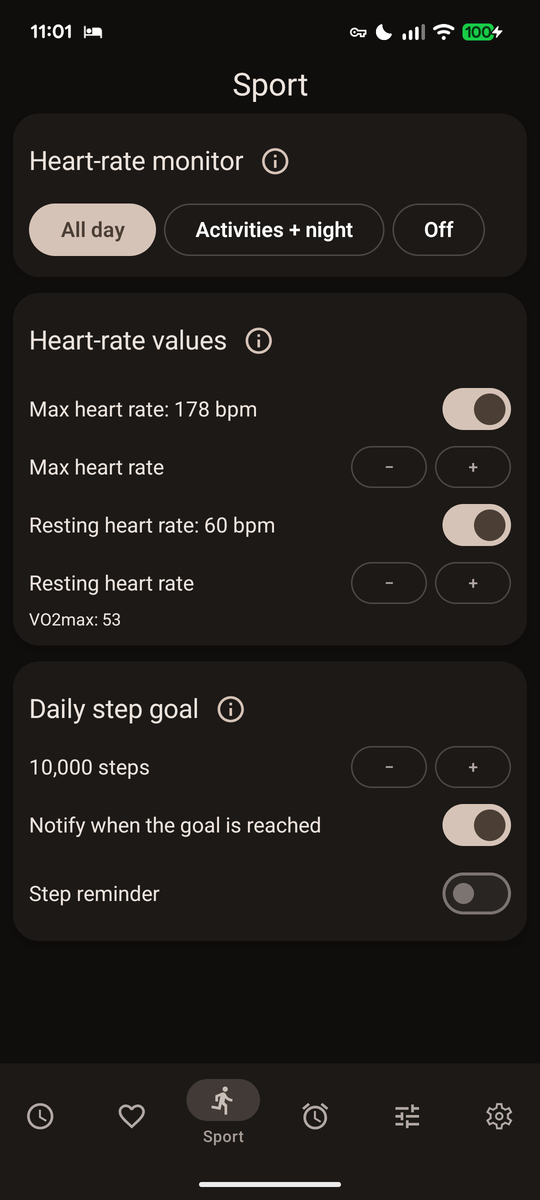 11:01
100
Sport
Heart-rate monitor
All day
Activities + night
Off
Heart-rate values
Max heart rate: 178 bpm
Max heart rate
−
+
Resting heart rate: 60 bpm
Resting heart rate
−
+
VO2max: 53
Daily step goal
10,000 steps
−
+
Notify when the goal is reached
Step reminder
Sport